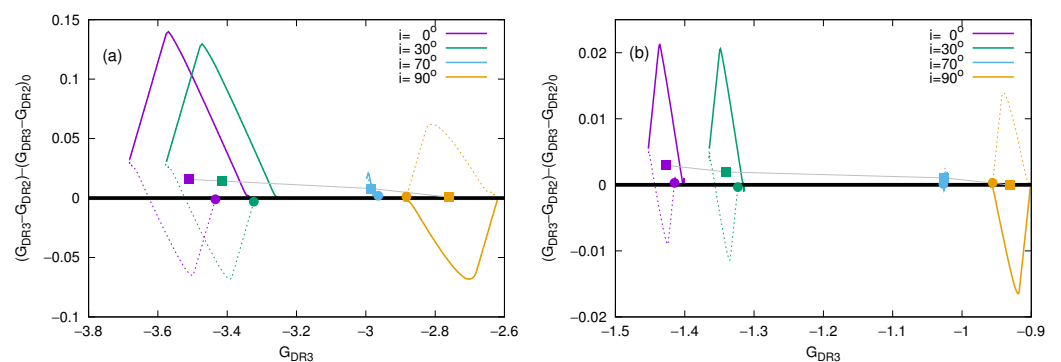 (a)
i= 0°
i= 30°
i= 70°
i= 90°
0.15
0.1
0.05
0
−0.05
−0.1
(G_DR3−G_DR2)−(G_DR3−G_DR2)_0
−3.8 −3.6 −3.4 −3.2 −3 −2.8 −2.6
G_DR3
(b)
i= 0°
i=30°
i=70°
i=90°
0.02
0.01
0
−0.01
−0.02
(G_DR3−G_DR2)−(G_DR3−G_DR2)_0
−1.5 −1.4 −1.3 −1.2 −1.1 −1 −0.9
G_DR3